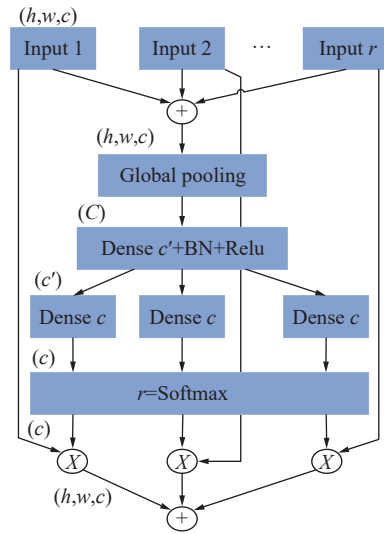 (h,w,c)
Input 1
Input 2
...
Input r
+
(h,w,c)
Global pooling
(C)
Dense c′+BN+Relu
(c′)
Dense c
Dense c
Dense c
(c)
r=Softmax
(c)
X
X
X
(h,w,c)
+